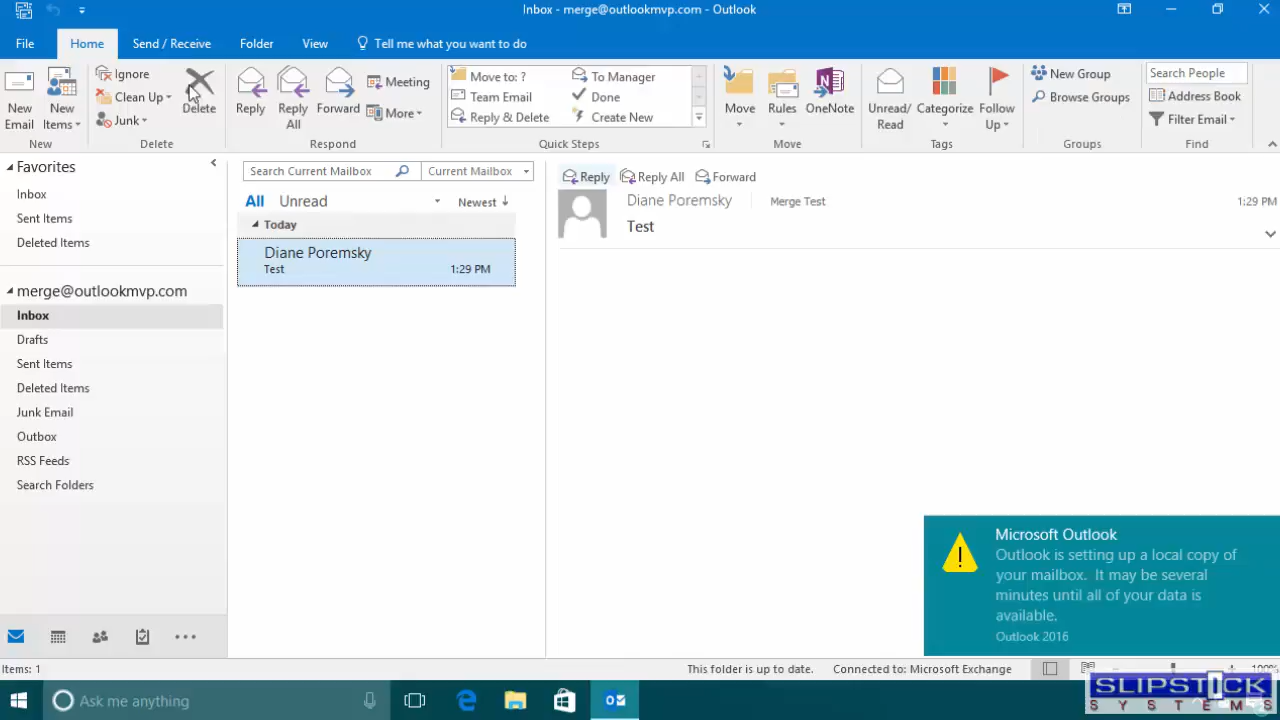 Inbox - merge@outlookmvp.com - Outlook
File Home Send / Receive Folder View Tell me what you want to do
New Email
New Items
Ignore
Clean Up
Junk
Delete
Reply
Reply All
Forward
Meeting
More
Move to: ?
Team Email
Reply & Delete
To Manager
Done
Create New
Move
Rules
OneNote
Unread/ Read
Categorize
Follow Up
New Group
Browse Groups
Search People
Address Book
Filter Email
New Delete Respond Quick Steps Move Tags Groups Find
Favorites
Inbox
Sent Items
Deleted Items
merge@outlookmvp.com
Inbox
Drafts
Sent Items
Deleted Items
Junk Email
Outbox
RSS Feeds
Search Folders
Search Current Mailbox Current Mailbox
All Unread Newest
Today
Diane Poremsky
Test 1:29 PM
Reply Reply All Forward
Diane Poremsky Merge Test 1:29 PM
Test
Microsoft Outlook
Outlook is setting up a local copy of
your mailbox. It may be several
minutes until all of your data is
available.
Outlook 2016
Items: 1 This folder is up to date. Connected to: Microsoft Exchange 100%
Ask me anything
SLIPSTICK
SYSTEMS